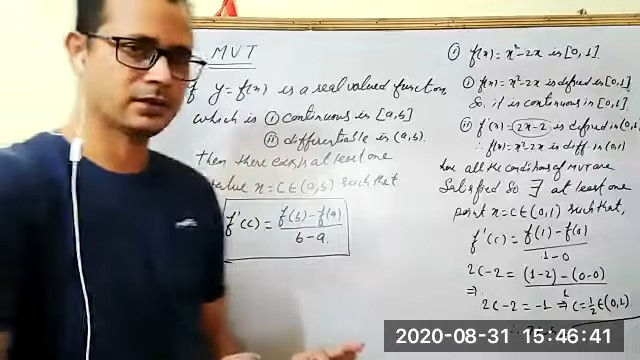 MVT
If y = f(x) is a real valued function
which is ① continuous in [a,b]
② differentiable in (a,b).
then there exists at least one
value x = c ∈ (a,b) such that
f'(c) = f(b) - f(a) / b - a.
① f(x) = x² - 2x in [0,1].
① f(x) = x² - 2x is defined in [0,1]
So it is continuous in [0,1]
② f'(x) = 2x-2 is defined in (0,1)
∴ f(x) = x² - 2x is diff in (0,1)
here all the conditions of MVT are
Satisfied So ∃ at least one
point x = c ∈ (0,1) such that,
f'(c) = f(1) - f(0) / 1 - 0
2c - 2 = (1-2) - (0-0) / 1
⇒ 2c - 2 = -1 ⇒ c = 1/2 ∈ (0,1).
2020-08-31 15:46:41